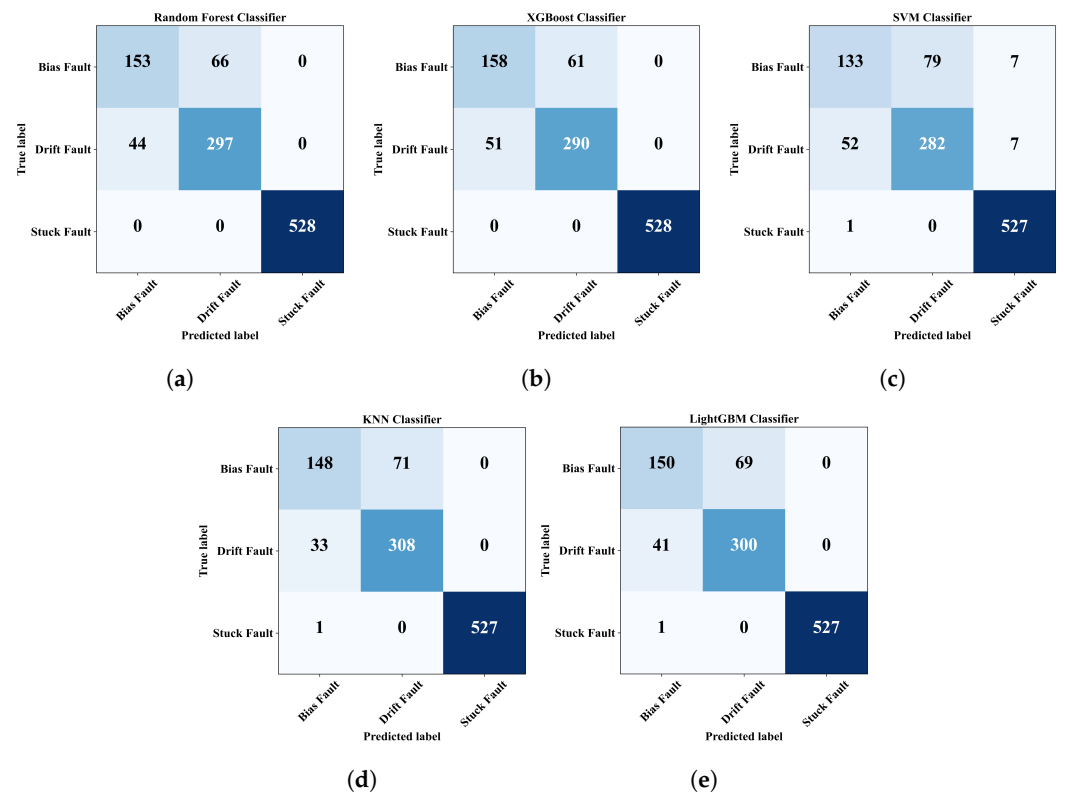 Random Forest Classifier
True label
Bias Fault 153 66 0
Drift Fault 44 297 0
Stuck Fault 0 0 528
Bias Fault Drift Fault Stuck Fault
Predicted label
(a)
XGBoost Classifier
True label
Bias Fault 158 61 0
Drift Fault 51 290 0
Stuck Fault 0 0 528
Bias Fault Drift Fault Stuck Fault
Predicted label
(b)
SVM Classifier
True label
Bias Fault 133 79 7
Drift Fault 52 282 7
Stuck Fault 1 0 527
Bias Fault Drift Fault Stuck Fault
Predicted label
(c)
KNN Classifier
True label
Bias Fault 148 71 0
Drift Fault 33 308 0
Stuck Fault 1 0 527
Bias Fault Drift Fault Stuck Fault
Predicted label
(d)
LightGBM Classifier
True label
Bias Fault 150 69 0
Drift Fault 41 300 0
Stuck Fault 1 0 527
Bias Fault Drift Fault Stuck Fault
Predicted label
(e)